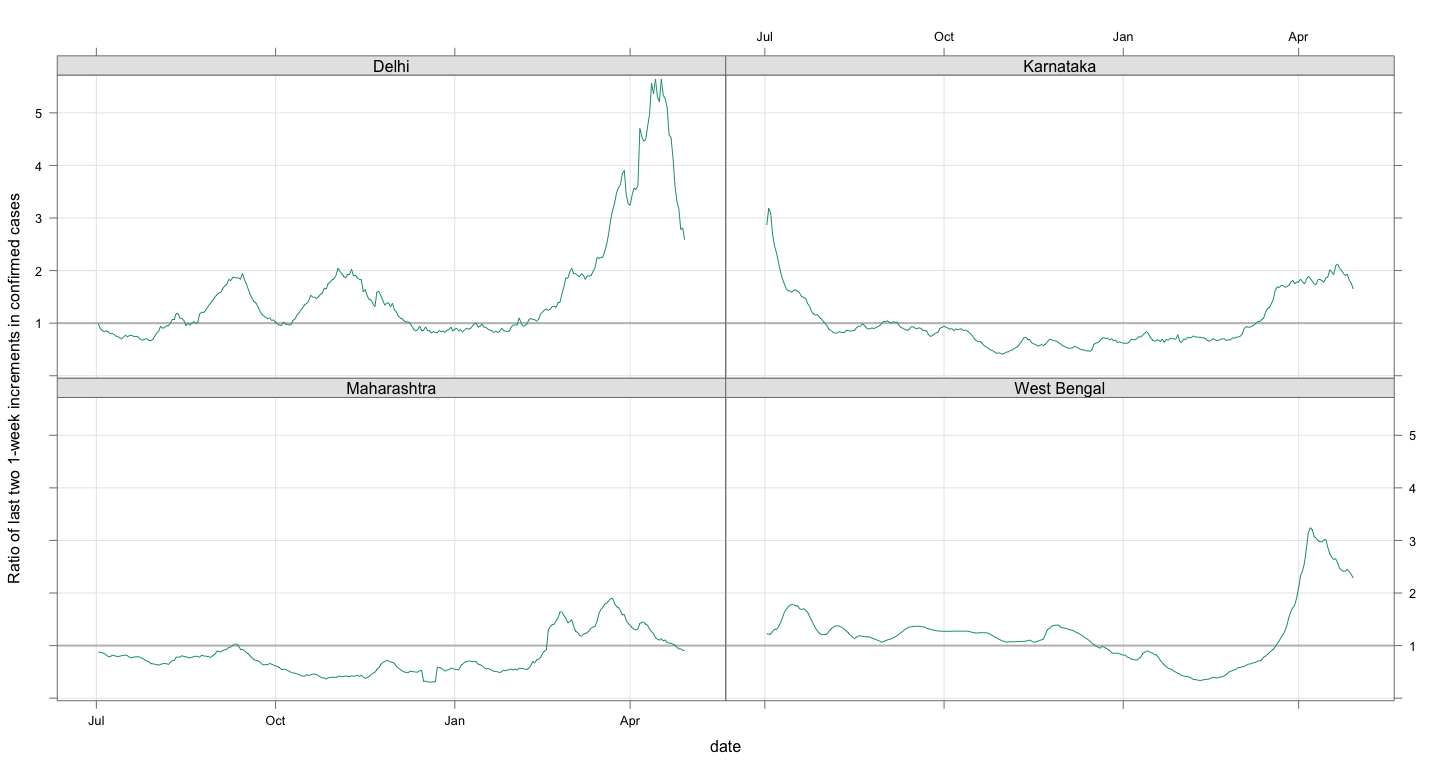 Jul Oct Jan Apr
Delhi Karnataka
5
4
3
2
1
Ratio of last two 1-week increments in confirmed cases
Maharashtra West Bengal
5
4
3
2
1
Jul Oct Jan Apr
date